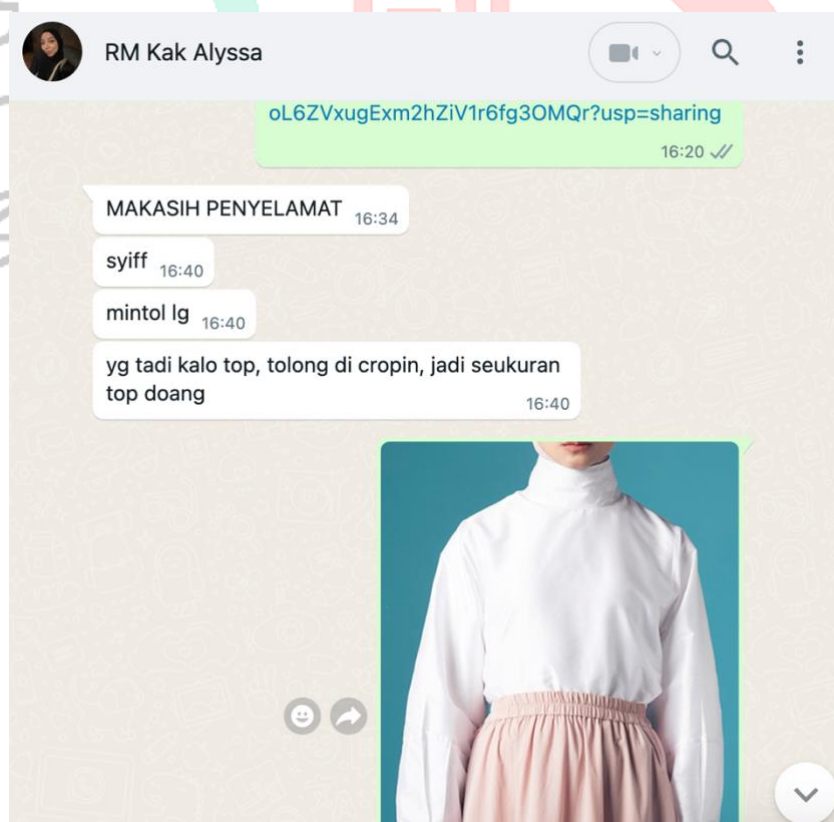 RM Kak Alyssa
oL6ZVxugExm2hZiV1r6fg3OMQr?usp=sharing
16:20
MAKASIH PENYELAMAT 16:34
syiff 16:40
mintol lg 16:40
yg tadi kalo top, tolong di cropin, jadi seukuran
top doang 16:40